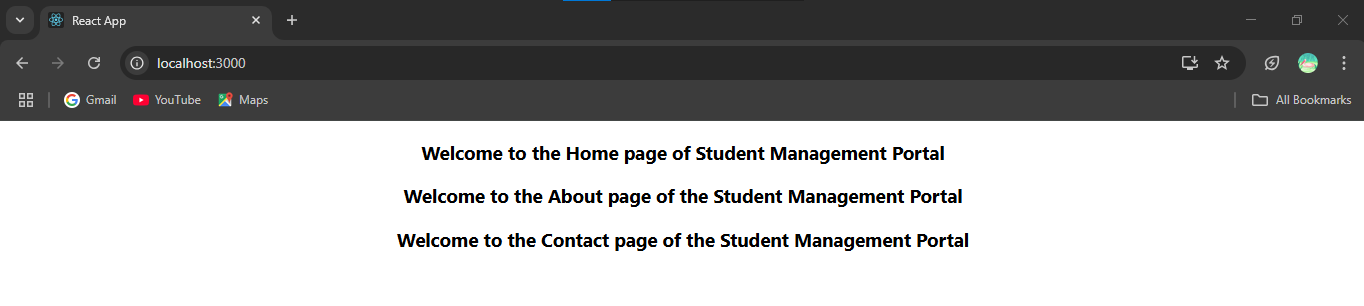 React App
localhost:3000
Gmail
YouTube
Maps
All Bookmarks
Welcome to the Home page of Student Management Portal
Welcome to the About page of the Student Management Portal
Welcome to the Contact page of the Student Management Portal